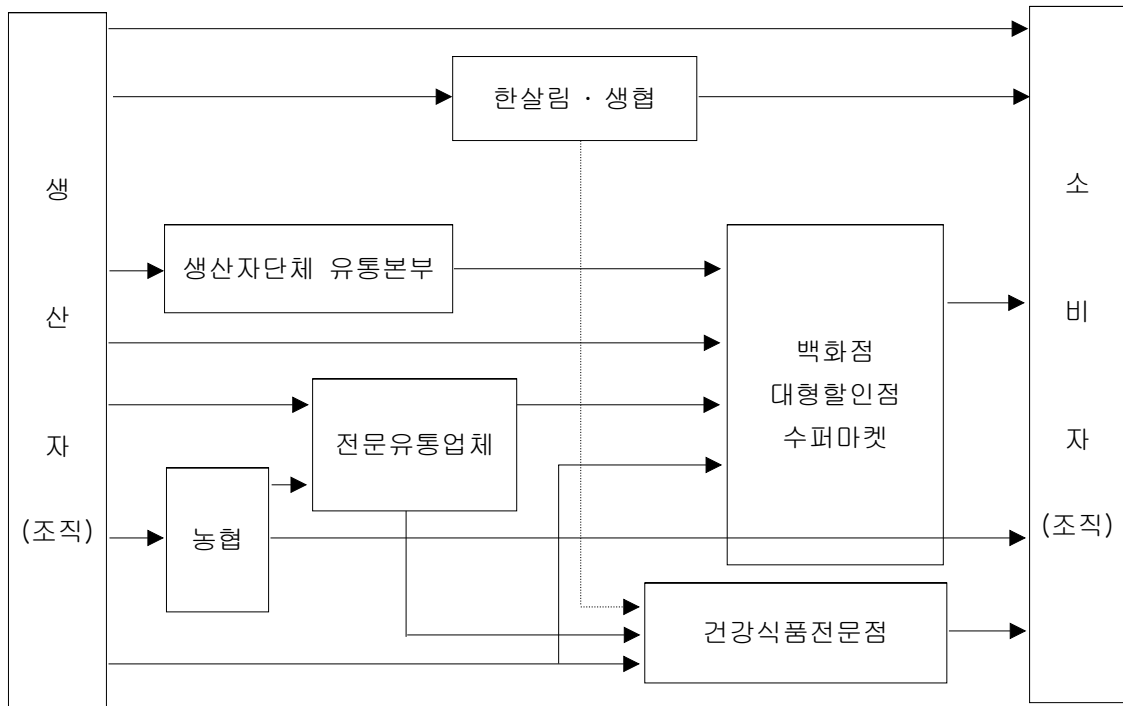 생
산
자
(조직)
한살림 · 생협
생산자단체 유통본부
전문유통업체
농협
백화점
대형할인점
수퍼마켓
건강식품전문점
소
비
자
(조직)